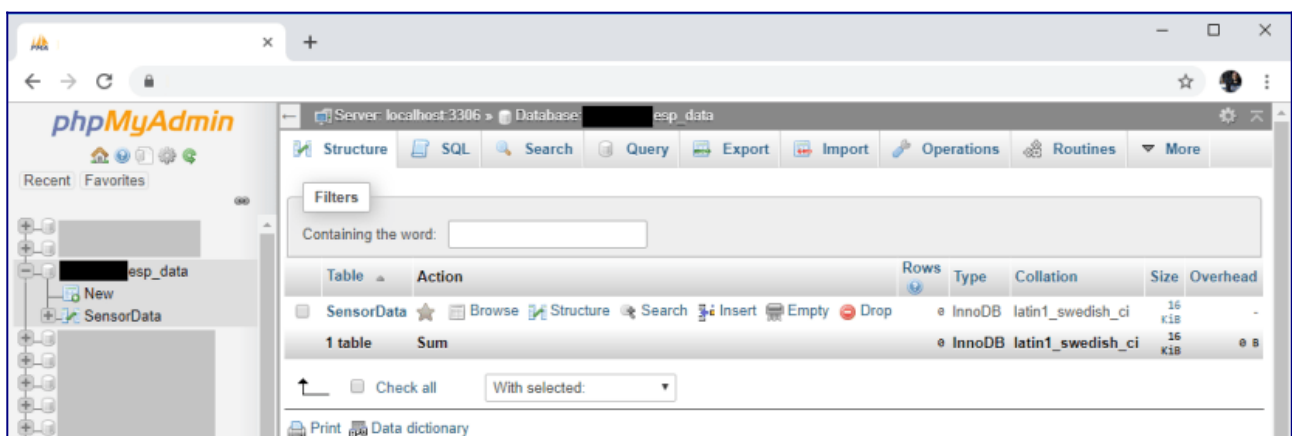 PMA
phpMyAdmin
Recent Favorites
esp_data
New
SensorData
Server: localhost:3306 » Database: esp_data
Structure SQL Search Query Export Import Operations Routines More
Filters
Containing the word:
Table Action Rows Type Collation Size Overhead
SensorData Browse Structure Search Insert Empty Drop 0 InnoDB latin1_swedish_ci 16 KiB -
1 table Sum 0 InnoDB latin1_swedish_ci 16 KiB 0 B
Check all With selected:
Print Data dictionary